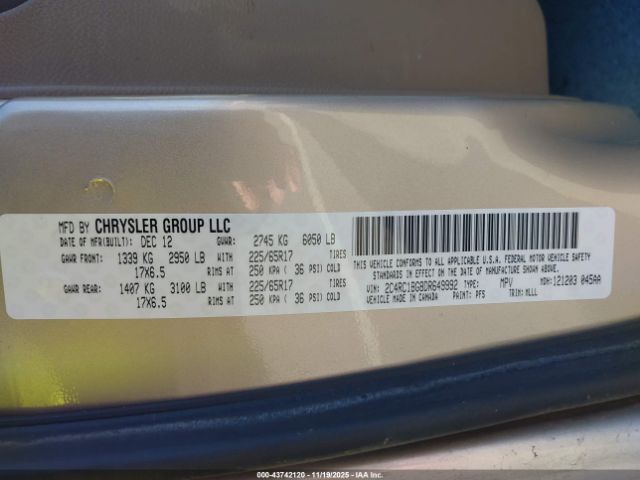 MFD BY CHRYSLER GROUP LLC
DATE OF MFR(BUILT): DEC 12 GVWR: 2745 KG 6050 LB
GAWR FRONT: 1339 KG 2950 LB WITH 225/65R17 TIRES
17X6.5 RIMS AT 250 KPA ( 36 PSI) COLD
GAWR REAR: 1407 KG 3100 LB WITH 225/65R17 TIRES
17X6.5 RIMS AT 250 KPA ( 36 PSI) COLD
THIS VEHICLE CONFORMS TO ALL APPLICABLE U.S.A. FEDERAL MOTOR VEHICLE SAFETY
STANDARDS IN EFFECT ON THE DATE OF MANUFACTURE SHOWN ABOVE.
VIN: 2C4RC1BG8DR649992 TYPE: MPV MDH: 121203 045AA
MADE IN CANADA PAINT: PFS TRIM: MLLL
000-43742120 | 11/19/2025 - IAA, Inc.